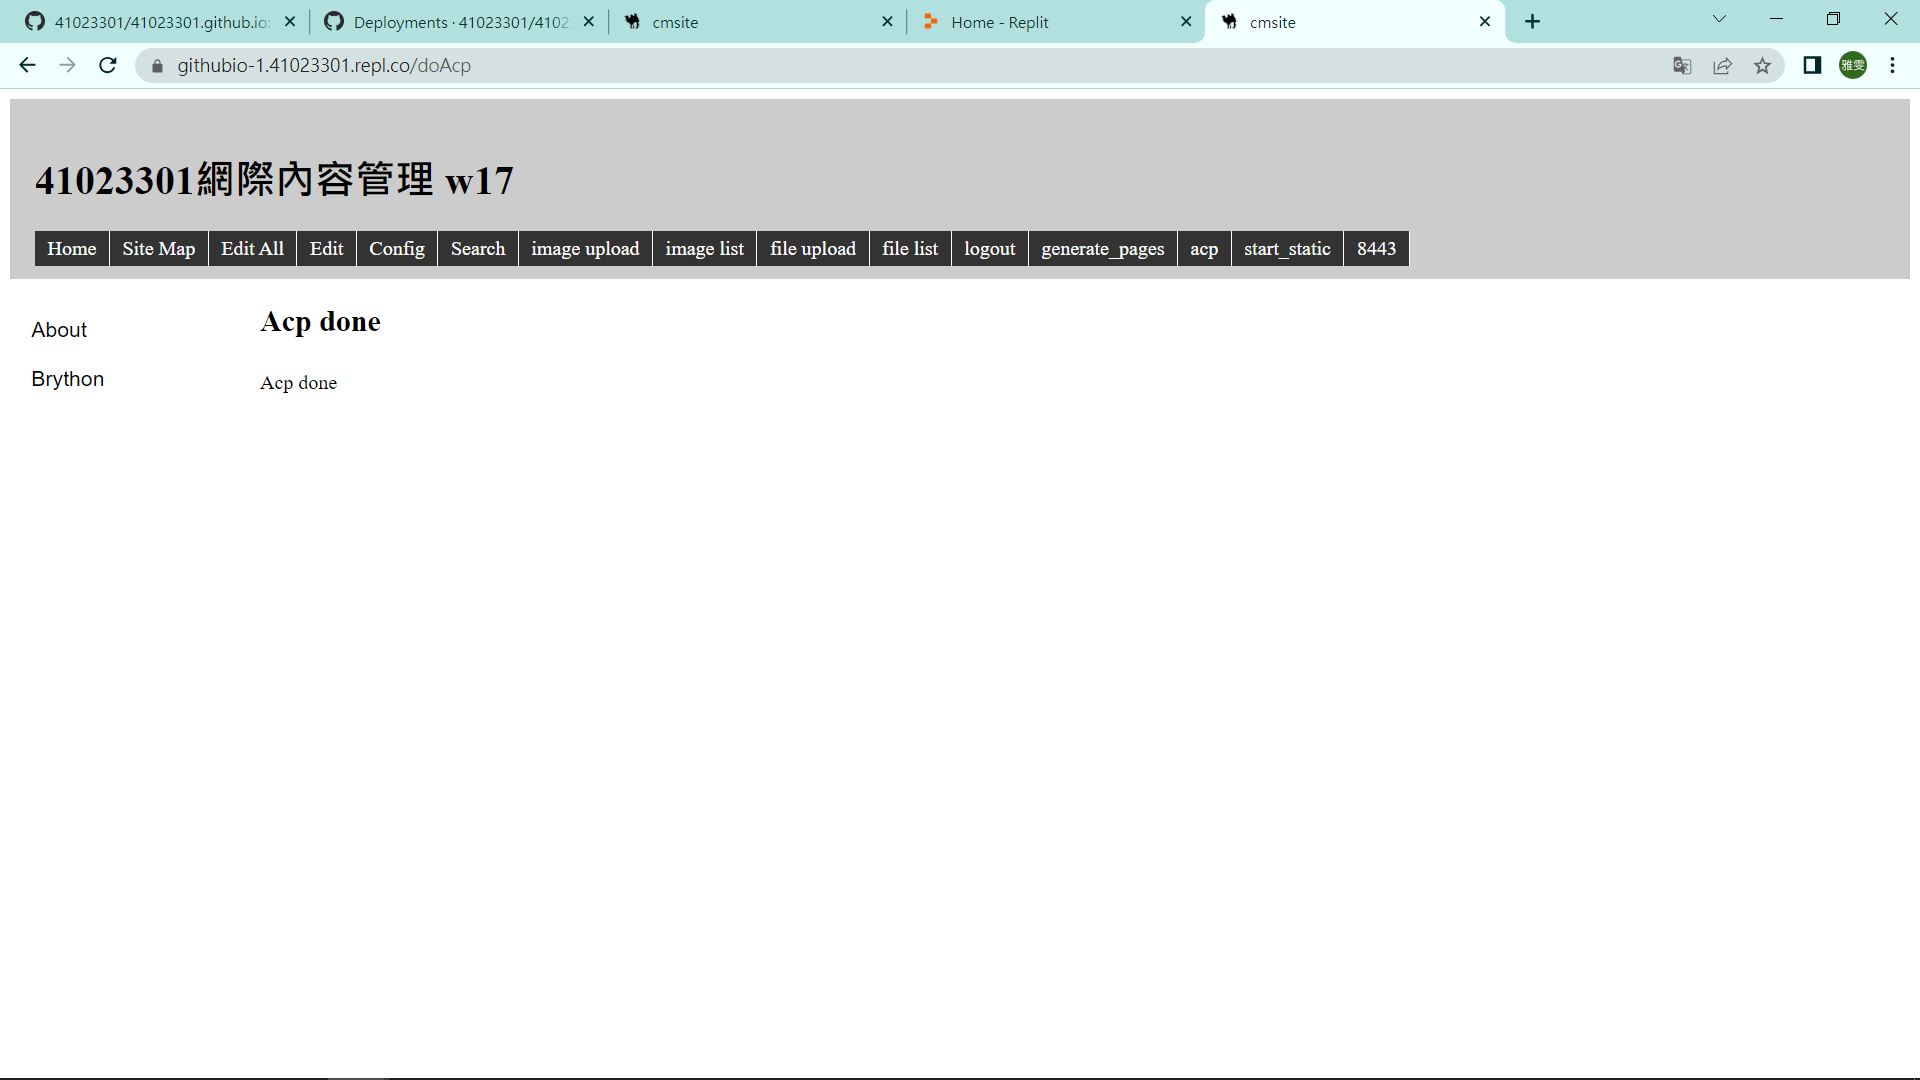 41023301/41023301.github.io:
Deployments · 41023301/4102
cmsite
Home - Replit
cmsite
githubio-1.41023301.repl.co/doAcp
雅雯
41023301網際內容管理 w17
Home
Site Map
Edit All
Edit
Config
Search
image upload
image list
file upload
file list
logout
generate_pages
acp
start_static
8443
About
Brython
Acp done
Acp done